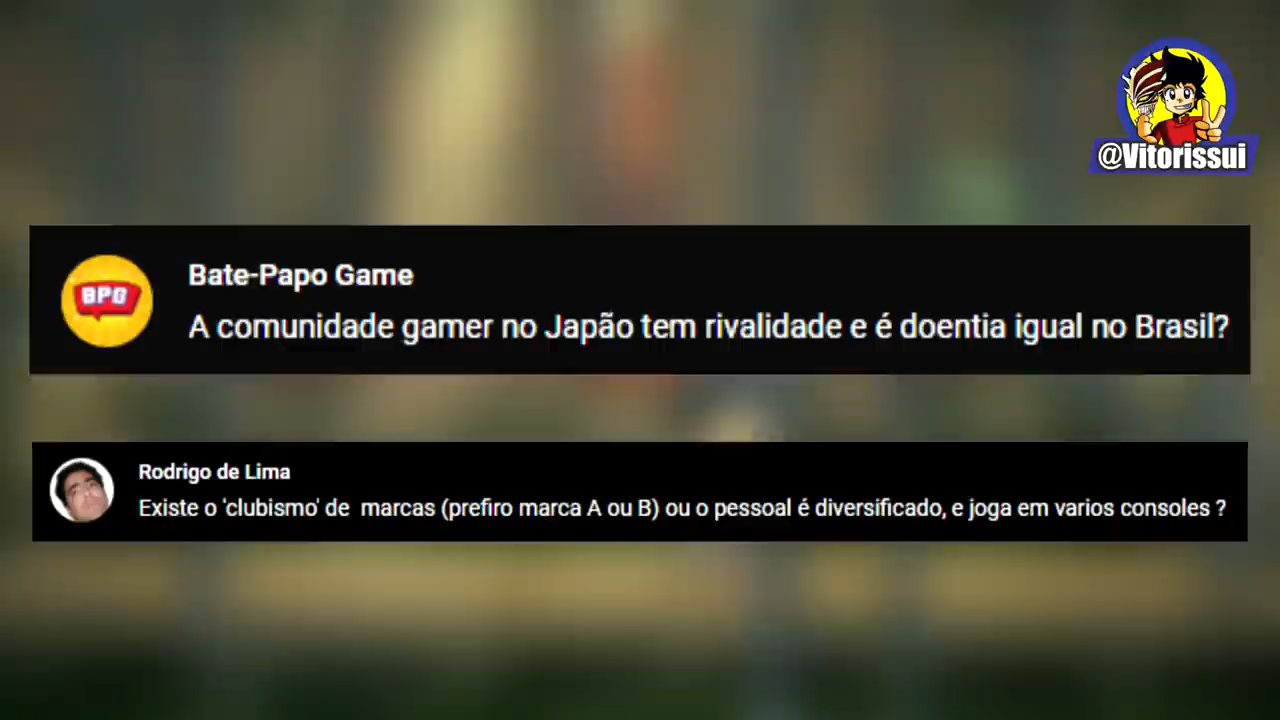 @Vitorissui
BPG
Bate-Papo Game
A comunidade gamer no Japão tem rivalidade e é doentia igual no Brasil?
Rodrigo de Lima
Existe o 'clubismo' de marcas (prefiro marca A ou B) ou o pessoal é diversificado, e joga em varios consoles ?